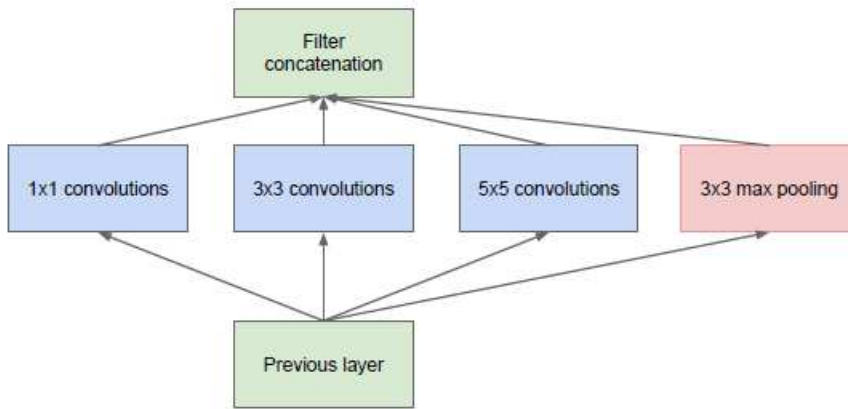 Filter
concatenation
1x1 convolutions
3x3 convolutions
5x5 convolutions
3x3 max pooling
Previous layer